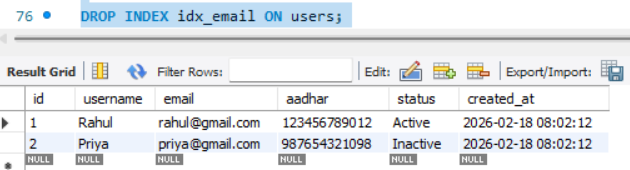 76 DROP INDEX idx_email ON users;
Result Grid Filter Rows: Edit: Export/Import:
id username email aadhar status created_at
1 Rahul rahul@gmail.com 123456789012 Active 2026-02-18 08:02:12
2 Priya priya@gmail.com 987654321098 Inactive 2026-02-18 08:02:12
NULL NULL NULL NULL NULL NULL